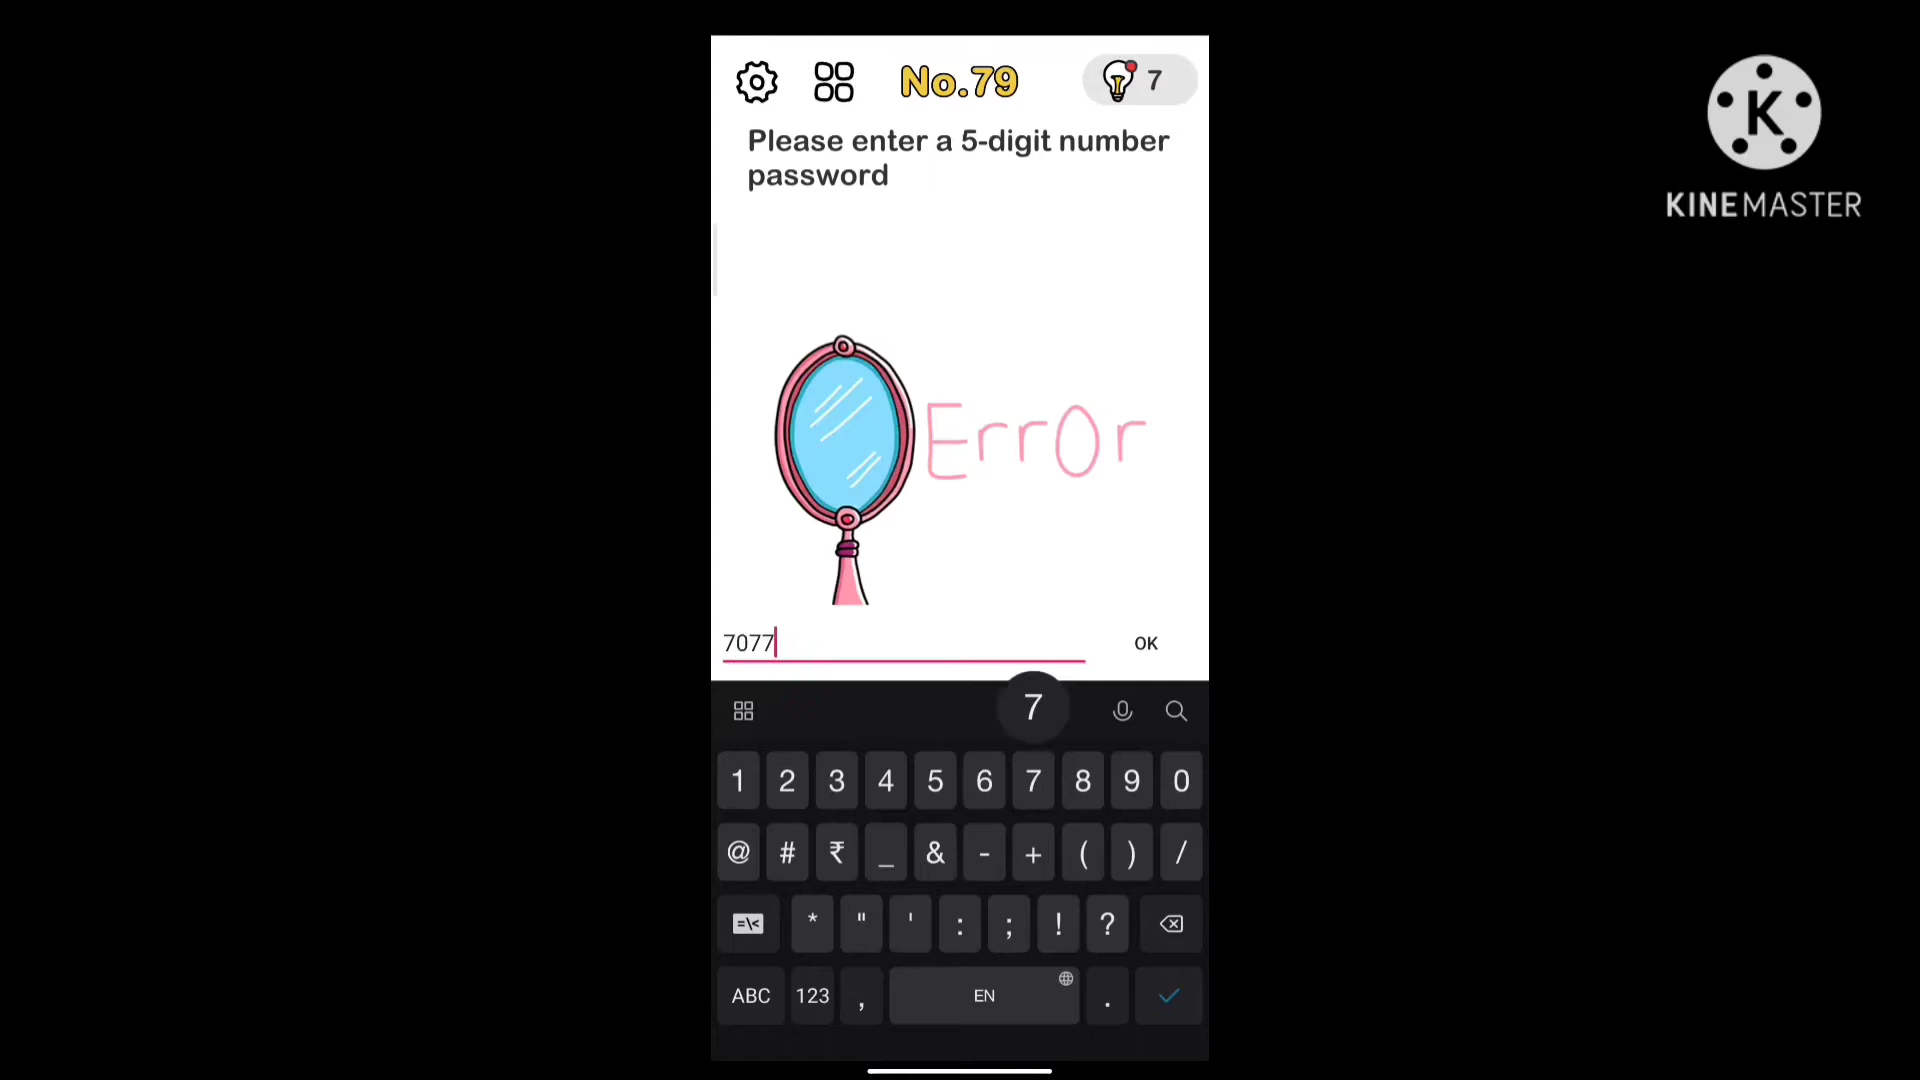 No.79
7
Please enter a 5-digit number
password
K
KINEMASTER
Err0r
7077
OK
7
1 2 3 4 5 6 7 8 9 0
@ # ₹ _ & - + ( ) /
=\< * " ' : ; ! ?
ABC 123 , EN .